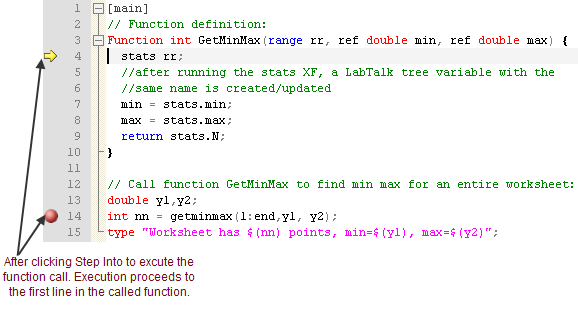 1 [main]
2 // Function definition:
3 Function int GetMinMax(range rr, ref double min, ref double max) {
4 stats rr;
5 //after running the stats XF, a LabTalk tree variable with the
6 //same name is created/updated
7 min = stats.min;
8 max = stats.max;
9 return stats.N;
10 }
11
12 // Call function GetMinMax to find min max for an entire worksheet:
13 double y1,y2;
14 int nn = getminmax(1:end,y1, y2);
15 type "Worksheet has $(nn) points, min=$(y1), max=$(y2)";
After clicking Step Into to excute the
function call. Execution proceeds to
the first line in the called function.